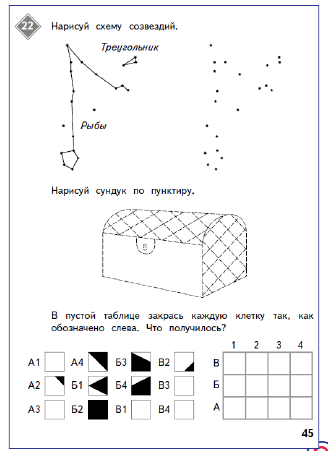 22 Нарисуй схему созвездий.
Треугольник
Рыбы
Нарисуй сундук по пунктиру.
В пустой таблице закрась каждую клетку так, как
обозначено слева. Что получилось?
1 2 3 4
А1 А4 Б3 В2 В
А2 Б1 Б4 В3 Б
А3 Б2 В1 В4 А
45